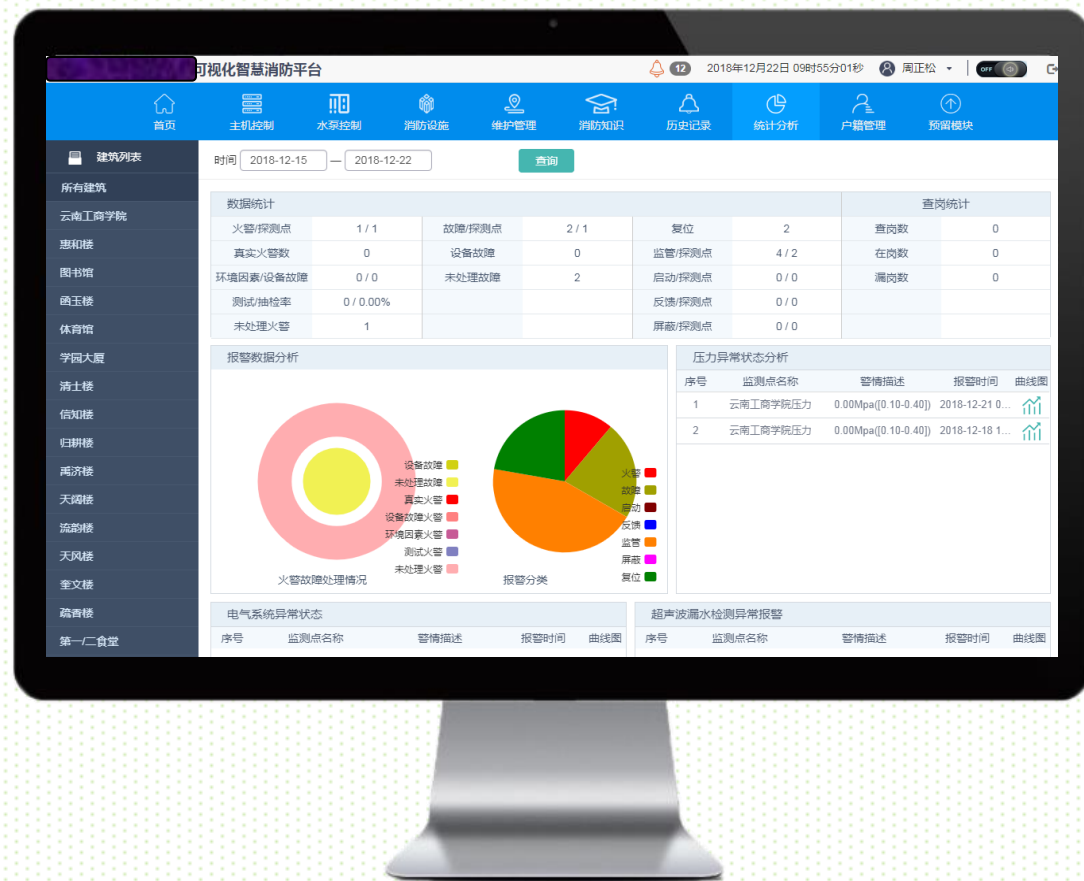 可视化智慧消防平台 12 2018年12月22日 09时55分01秒 周正松 OFF
首页 主机控制 水泵控制 消防设施 维护管理 消防知识 历史记录 统计分析 户籍管理 预留模块
建筑列表
所有建筑
云南工商学院
惠和楼
图书馆
函玉楼
体育馆
学园大厦
清士楼
信知楼
归耕楼
禹济楼
天阔楼
流韵楼
天风楼
奎文楼
疏香楼
第一/二食堂
时间 2018-12-15 — 2018-12-22 查询
数据统计 查岗统计
火警/探测点 1 / 1 故障/探测点 2 / 1 复位 2 查岗数 0
真实火警数 0 设备故障 0 监管/探测点 4 / 2 在岗数 0
环境因素/设备故障 0 / 0 未处理故障 2 启动/探测点 0 / 0 漏岗数 0
测试/抽检率 0 / 0.00% 反馈/探测点 0 / 0
未处理火警 1 屏蔽/探测点 0 / 0
报警数据分析
设备故障
未处理故障
真实火警
设备故障火警
环境因素火警
测试火警
未处理火警
火警故障处理情况
火警
故障
启动
反馈
监管
屏蔽
复位
报警分类
压力异常状态分析
序号 监测点名称 警情描述 报警时间 曲线图
1 云南工商学院压力 0.00Mpa([0.10-0.40]) 2018-12-21 0...
2 云南工商学院压力 0.00Mpa([0.10-0.40]) 2018-12-18 1...
电气系统异常状态
序号 监测点名称 警情描述 报警时间 曲线图
超声波漏水检测异常报警
序号 监测点名称 警情描述 报警时间 曲线图